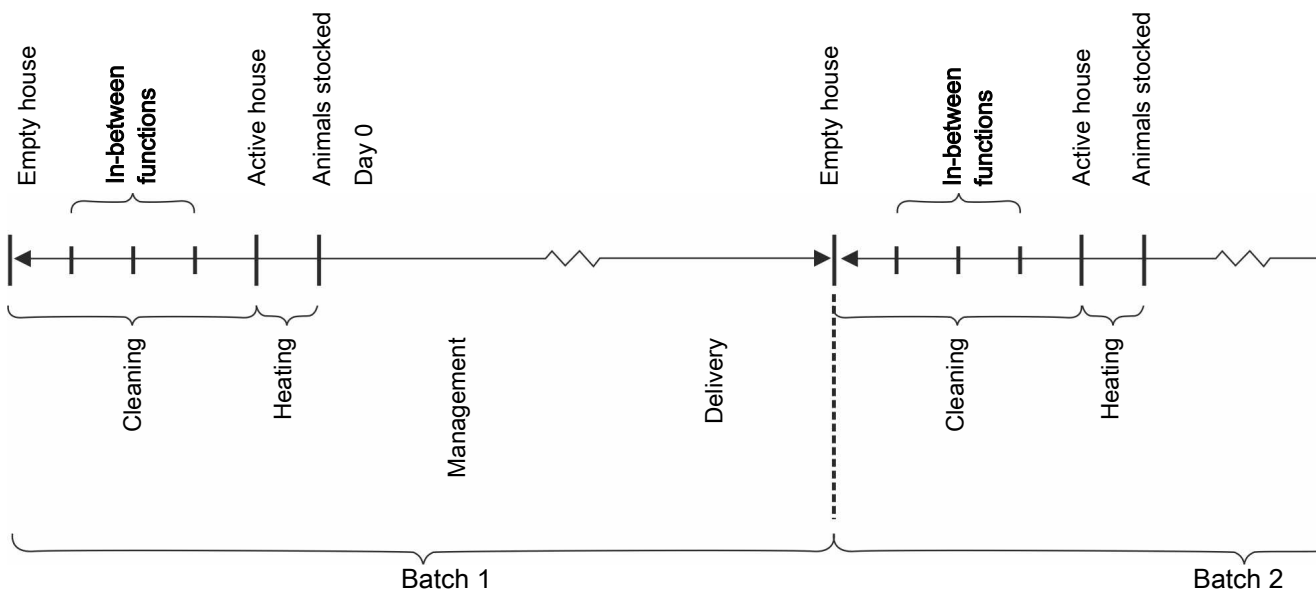 Empty house
In-between
functions
Active house
Animals stocked
Day 0
Empty house
In-between
functions
Active house
Animals stocked
Cleaning
Heating
Management
Delivery
Cleaning
Heating
Batch 1
Batch 2